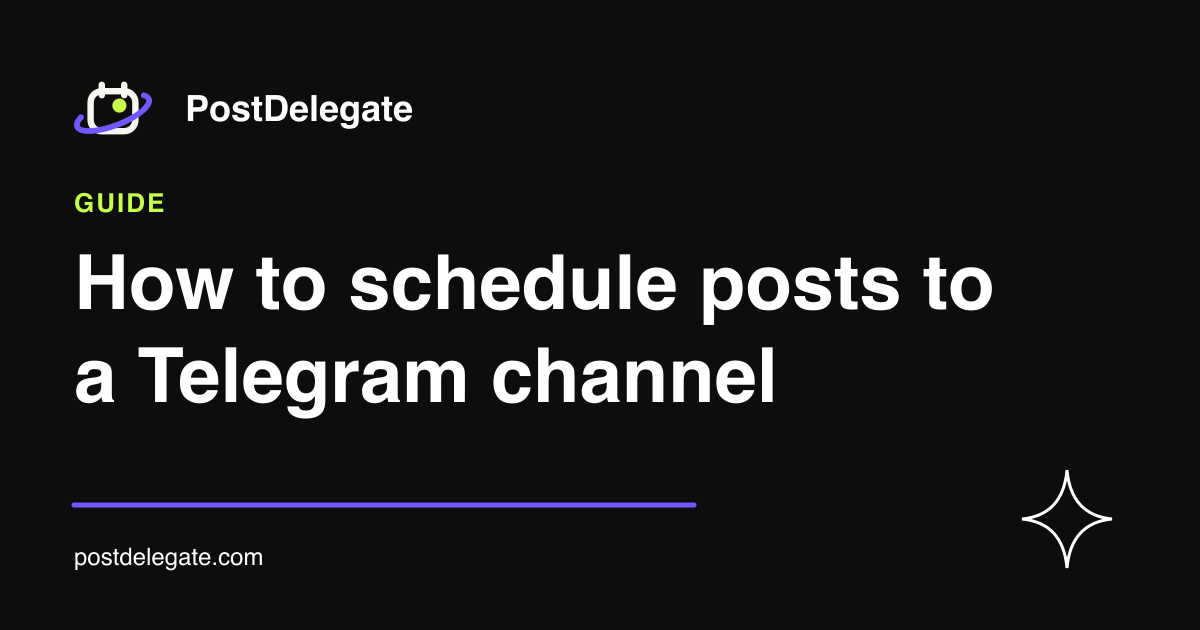 PostDelegate
GUIDE
How to schedule posts to
a Telegram channel
postdelegate.com